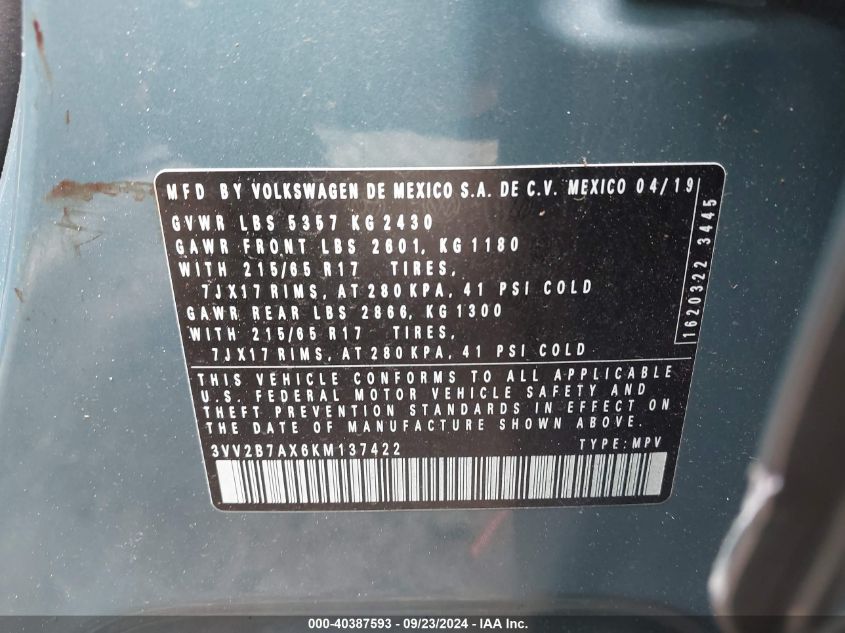 MFD BY VOLKSWAGEN DE MEXICO S.A. DE C.V. MEXICO 04/19
GVWR LBS 5357 KG 2430
GAWR FRONT LBS 2601, KG 1180
WITH 215/65 R17 TIRES,
7JX17 RIMS, AT 280 KPA, 41 PSI COLD
GAWR REAR LBS 2866, KG 1300
WITH 215/65 R17 TIRES,
7JX17 RIMS, AT 280 KPA, 41 PSI COLD
1620322 3445
THIS VEHICLE CONFORMS TO ALL APPLICABLE
U.S. FEDERAL MOTOR VEHICLE SAFETY AND
THEFT PREVENTION STANDARDS IN EFFECT ON
THE DATE OF MANUFACTURE SHOWN ABOVE.
3VV2B7AX6KM137422 TYPE: MPV
000-40387593 - 09/23/2024 - IAA Inc.